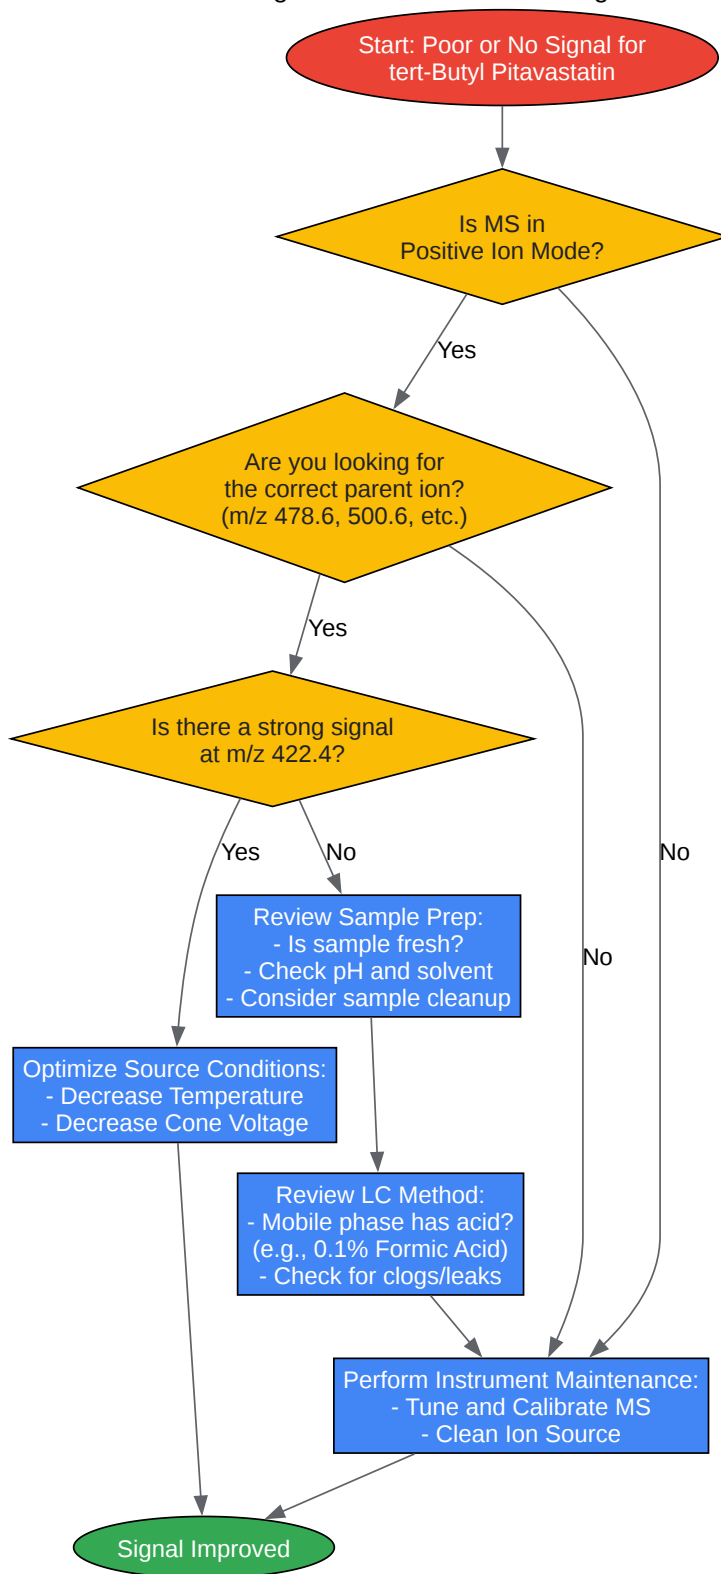 Start: Poor or No Signal for
tert-Butyl Pitavastatin
Is MS in
Positive Ion Mode?
Yes
Are you looking for
the correct parent ion?
(m/z 478.6, 500.6, etc.)
Yes
Is there a strong signal
at m/z 422.4?
Yes
No
No
Review Sample Prep:
- Is sample fresh?
- Check pH and solvent
- Consider sample cleanup
No
Optimize Source Conditions:
- Decrease Temperature
- Decrease Cone Voltage
Review LC Method:
- Mobile phase has acid?
(e.g., 0.1% Formic Acid)
- Check for clogs/leaks
Perform Instrument Maintenance:
- Tune and Calibrate MS
- Clean Ion Source
Signal Improved